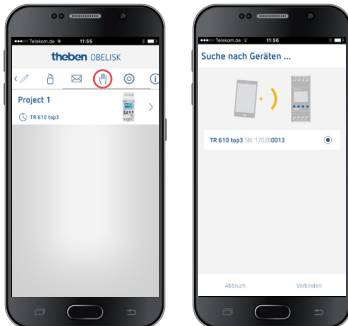 Telekom.de 11:55
theben OBELISK
Project 1
TR 610 top3
Telekom.de 11:56
Suche nach Geräten ...
TR 610 top3 SN: 170380013
Abbruch Verbinden